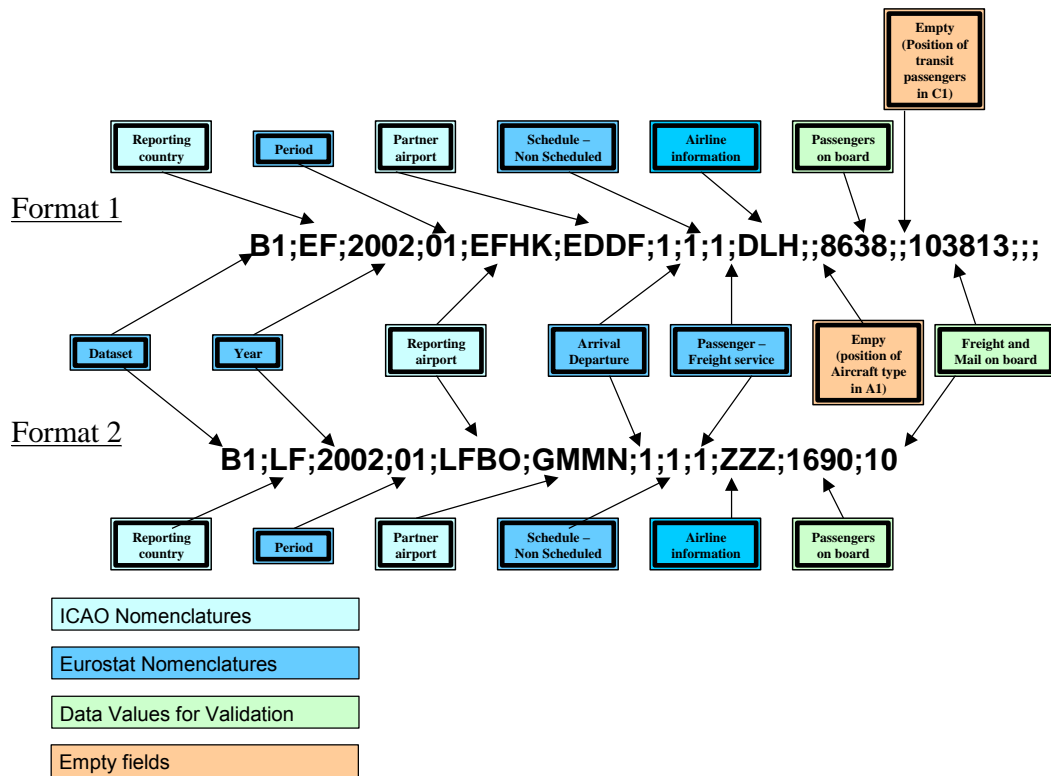 Empty
(Position of
transit
passengers
in C1)
Reporting
country
Period
Partner
airport
Schedule –
Non Scheduled
Airline
information
Passengers
on board
Format 1
B1;EF;2002;01;EFHK;EDDF;1;1;1;DLH;;8638;;103813;;;
Dataset
Year
Reporting
airport
Arrival
Departure
Passenger –
Freight service
Empy
(position of
Aircraft type
in A1)
Freight and
Mail on board
Format 2
B1;LF;2002;01;LFBO;GMMN;1;1;1;ZZZ;1690;10
Reporting
country
Period
Partner
airport
Schedule –
Non Scheduled
Airline
information
Passengers
on board
ICAO Nomenclatures
Eurostat Nomenclatures
Data Values for Validation
Empty fields